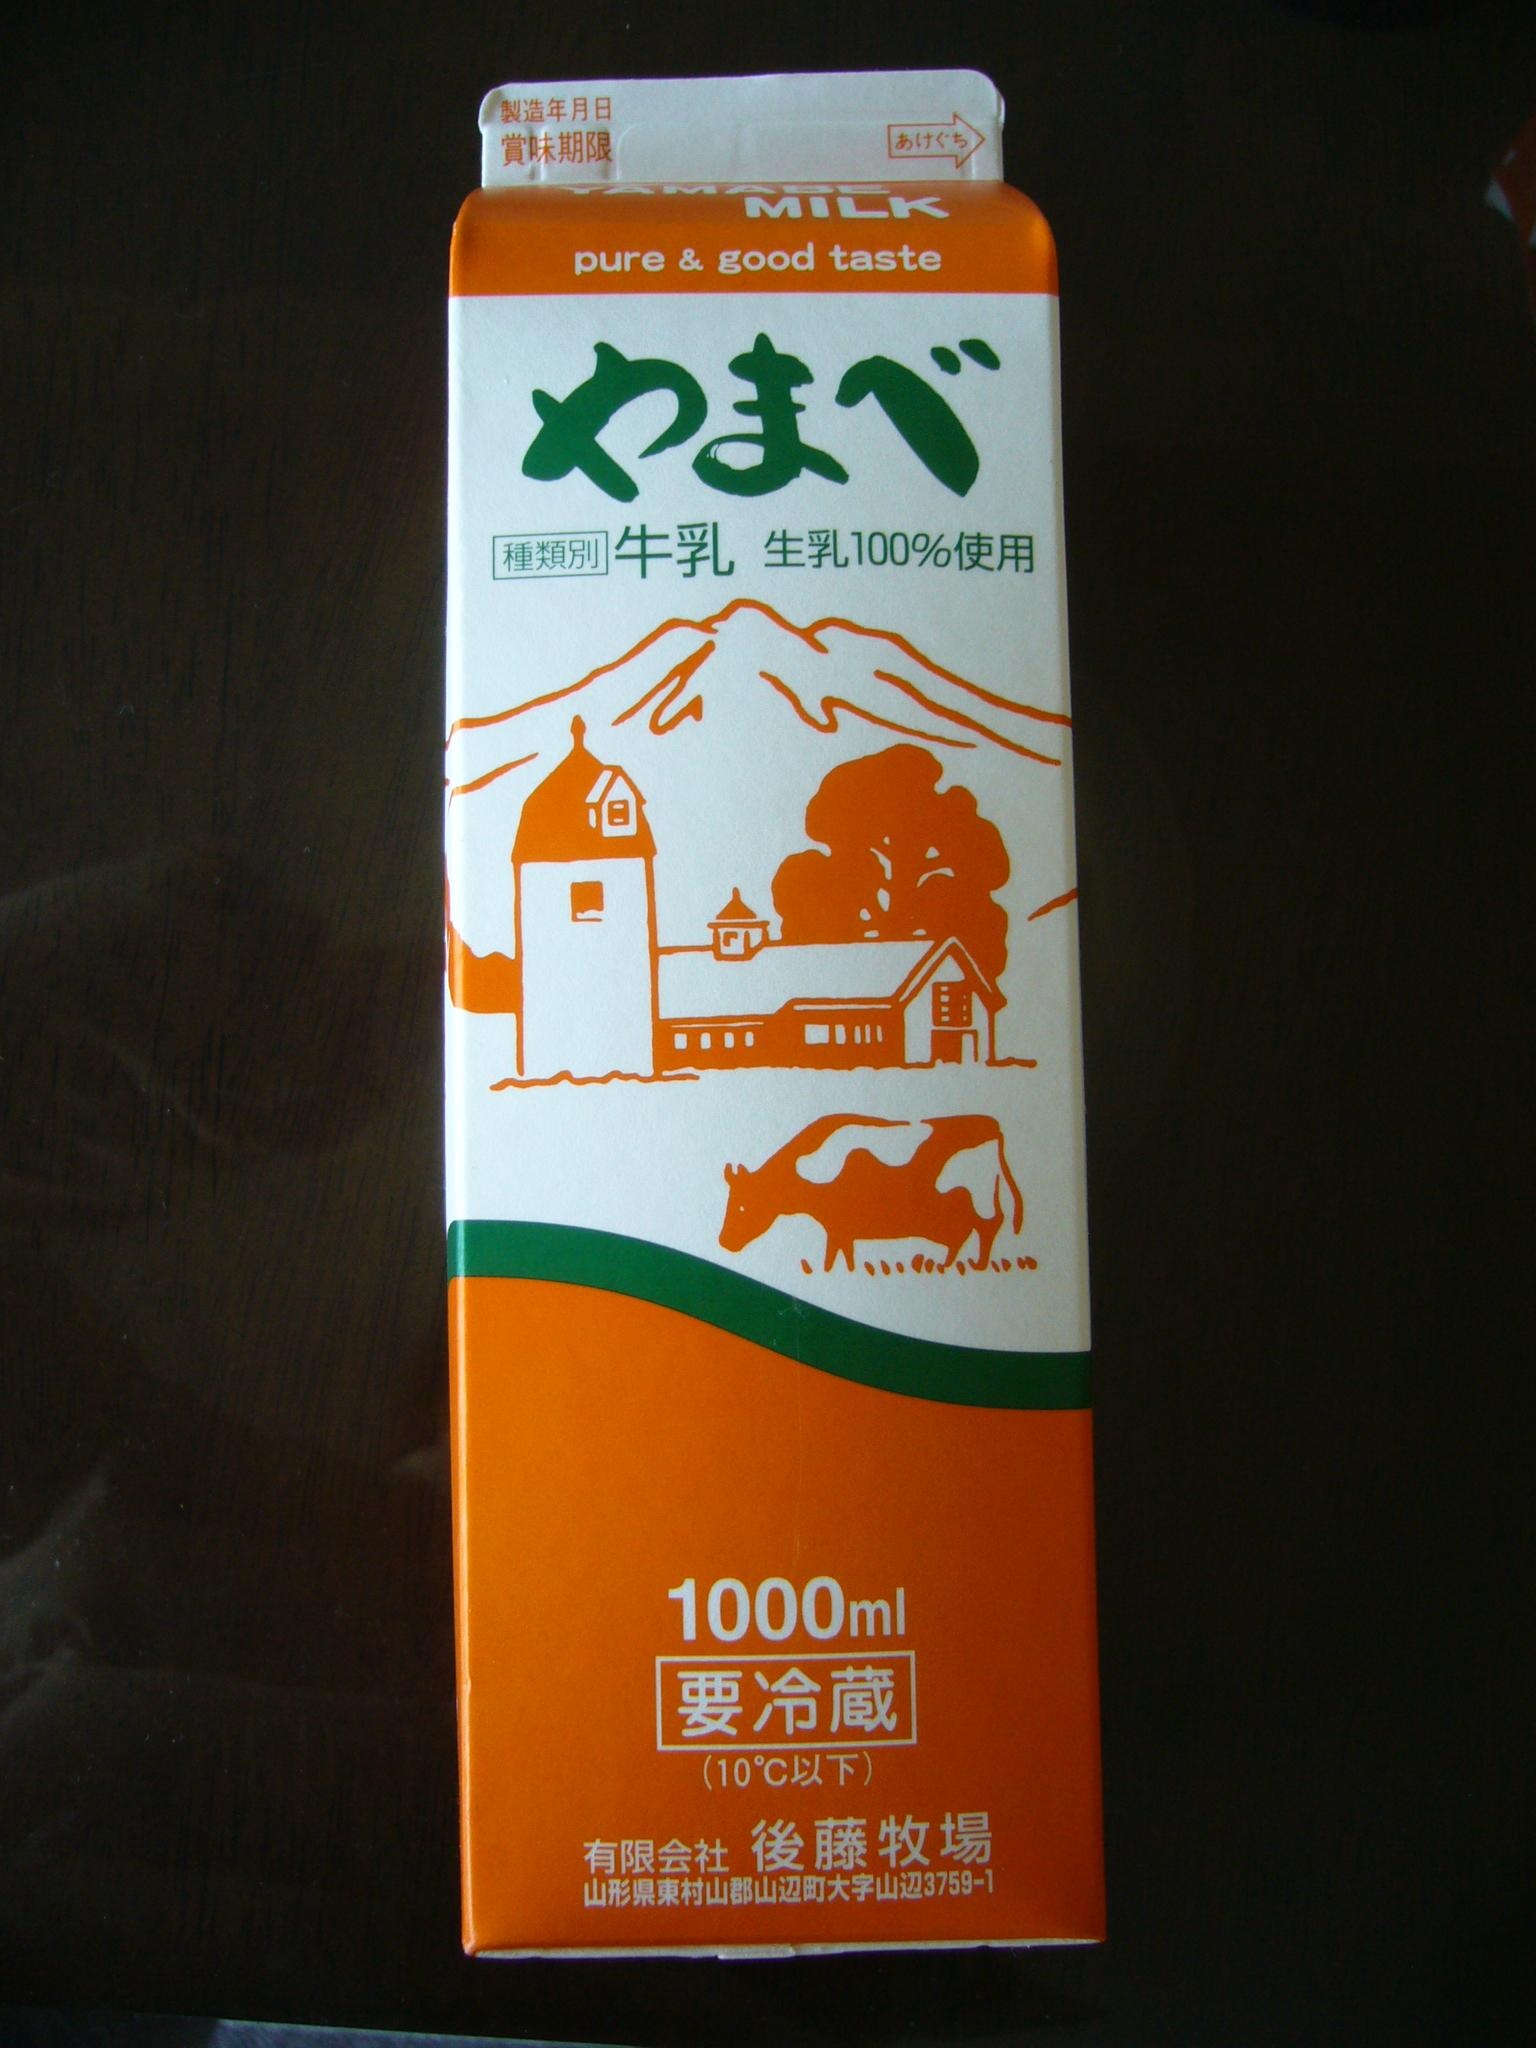 製造年月日
賞味期限
あけぐち
YAMABE
MILK
pure & good taste
やまべ
種類別 牛乳 生乳100%使用
1000ml
要冷蔵
(10℃以下)
有限会社 後藤牧場
山形県東村山郡山辺町大字山辺3759-1